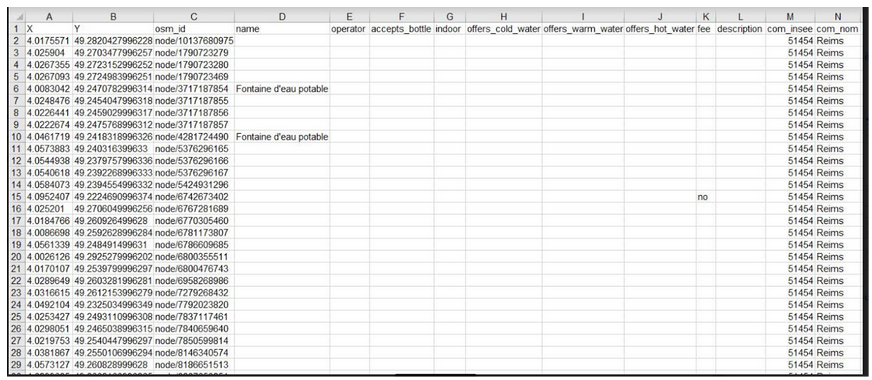 A B C D E F G H I J K L M N
1 X Y osm_id name operator accepts_bottle indoor offers_cold_water offers_warm_water offers_hot_water fee description com_insee com_nom
2 4.0175571 49.2820427996228 node/10137680975 51454 Reims
3 4.025904 49.2703477996257 node/1790723279 51454 Reims
4 4.0267355 49.2723152996252 node/1790723280 51454 Reims
5 4.0267093 49.2724983996251 node/1790723469 51454 Reims
6 4.0083042 49.2470782996314 node/3717187854 Fontaine d'eau potable 51454 Reims
7 4.0248476 49.2454047996318 node/3717187855 51454 Reims
8 4.0226441 49.2459029996317 node/3717187856 51454 Reims
9 4.0222674 49.2475768996312 node/3717187857 51454 Reims
10 4.0461719 49.2418318996326 node/4281724490 Fontaine d'eau potable 51454 Reims
11 4.0573883 49.240316399633 node/5376296165 51454 Reims
12 4.0544938 49.2379757996336 node/5376296166 51454 Reims
13 4.0540618 49.2392268996333 node/5376296167 51454 Reims
14 4.0584073 49.2394554996332 node/5424931296 51454 Reims
15 4.0952407 49.2224690996374 node/6742673402 no 51454 Reims
16 4.025201 49.2706049996256 node/6767281689 51454 Reims
17 4.0184766 49.260926499628 node/6770305460 51454 Reims
18 4.0086698 49.2592628996284 node/6781173807 51454 Reims
19 4.0561339 49.248491499631 node/6786609685 51454 Reims
20 4.0026126 49.2925279996202 node/6800355511 51454 Reims
21 4.0170107 49.2539799996297 node/6800476743 51454 Reims
22 4.0289649 49.2603281996281 node/6958268986 51454 Reims
23 4.0316615 49.2612153996279 node/7279268432 51454 Reims
24 4.0492104 49.2325034996349 node/7792023820 51454 Reims
25 4.0253427 49.2493110996308 node/7837117461 51454 Reims
26 4.0298051 49.2465038996315 node/7840659640 51454 Reims
27 4.0219753 49.2540447996297 node/7850599814 51454 Reims
28 4.0381867 49.2550106996294 node/8146340574 51454 Reims
29 4.0573127 49.260828999628 node/8186651513 51454 Reims